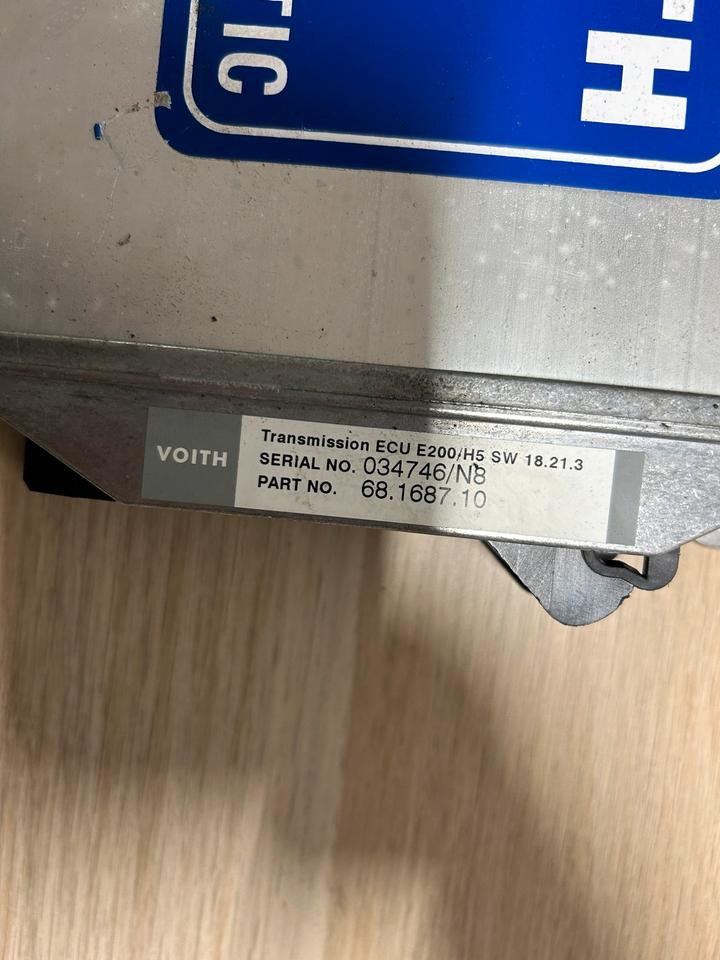 TIC
TH
VOITH
Transmission ECU E200/H5 SW 18.21.3
SERIAL NO. 034746/N8
PART NO. 68.1687.10